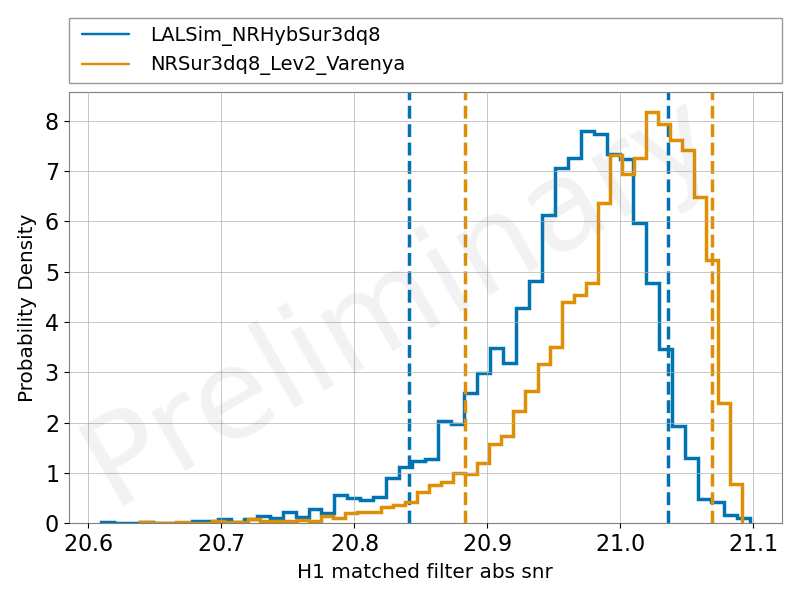 LALSim_NRHybSur3dq8
NRSur3dq8_Lev2_Varenya
Preliminary
Probability Density
8
7
6
5
4
3
2
1
0
20.6 20.7 20.8 20.9 21.0 21.1
H1 matched filter abs snr